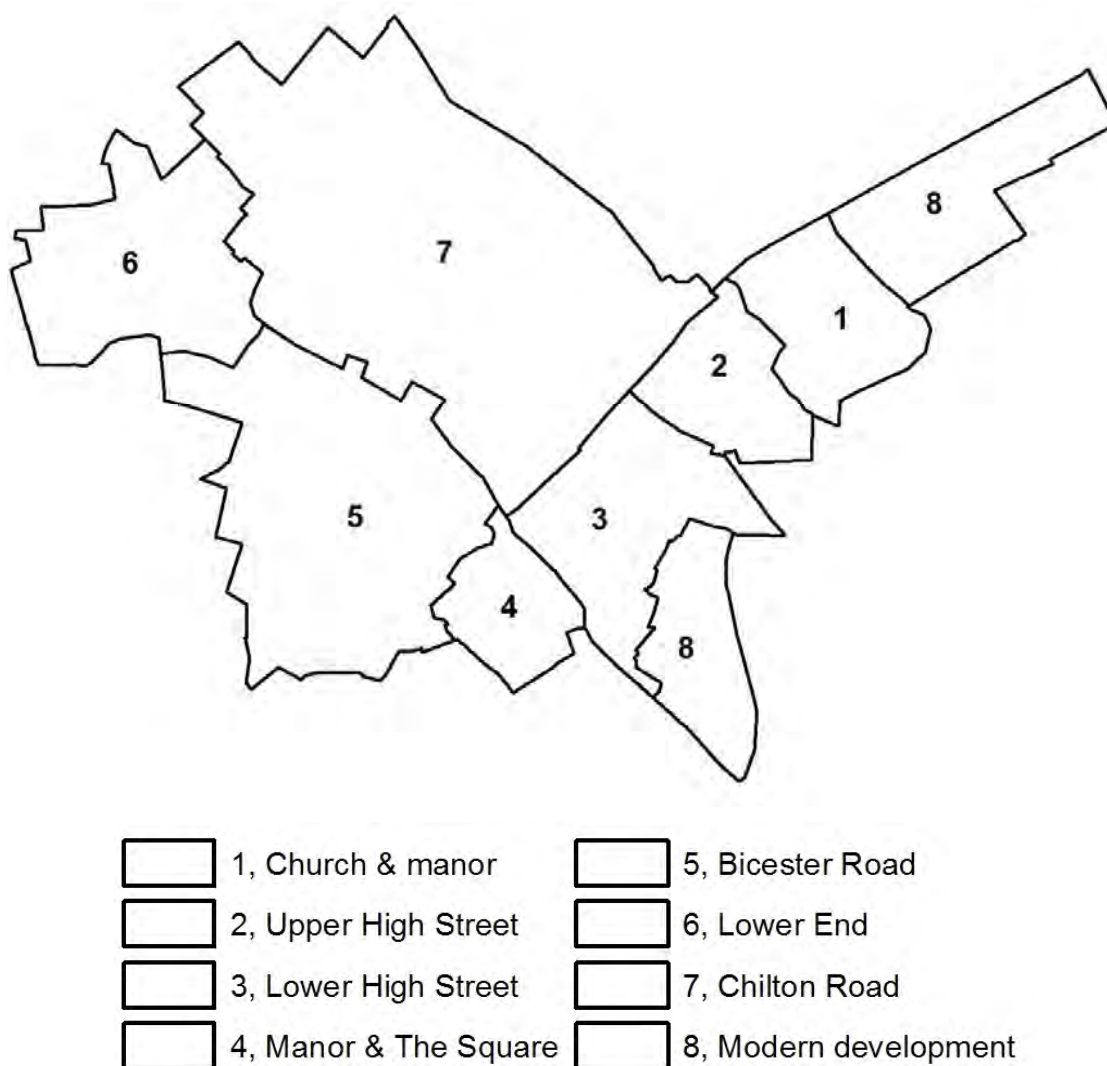 8
6
7
1
2
5
3
4
8
1, Church & manor
2, Upper High Street
3, Lower High Street
4, Manor & The Square
5, Bicester Road
6, Lower End
7, Chilton Road
8, Modern development